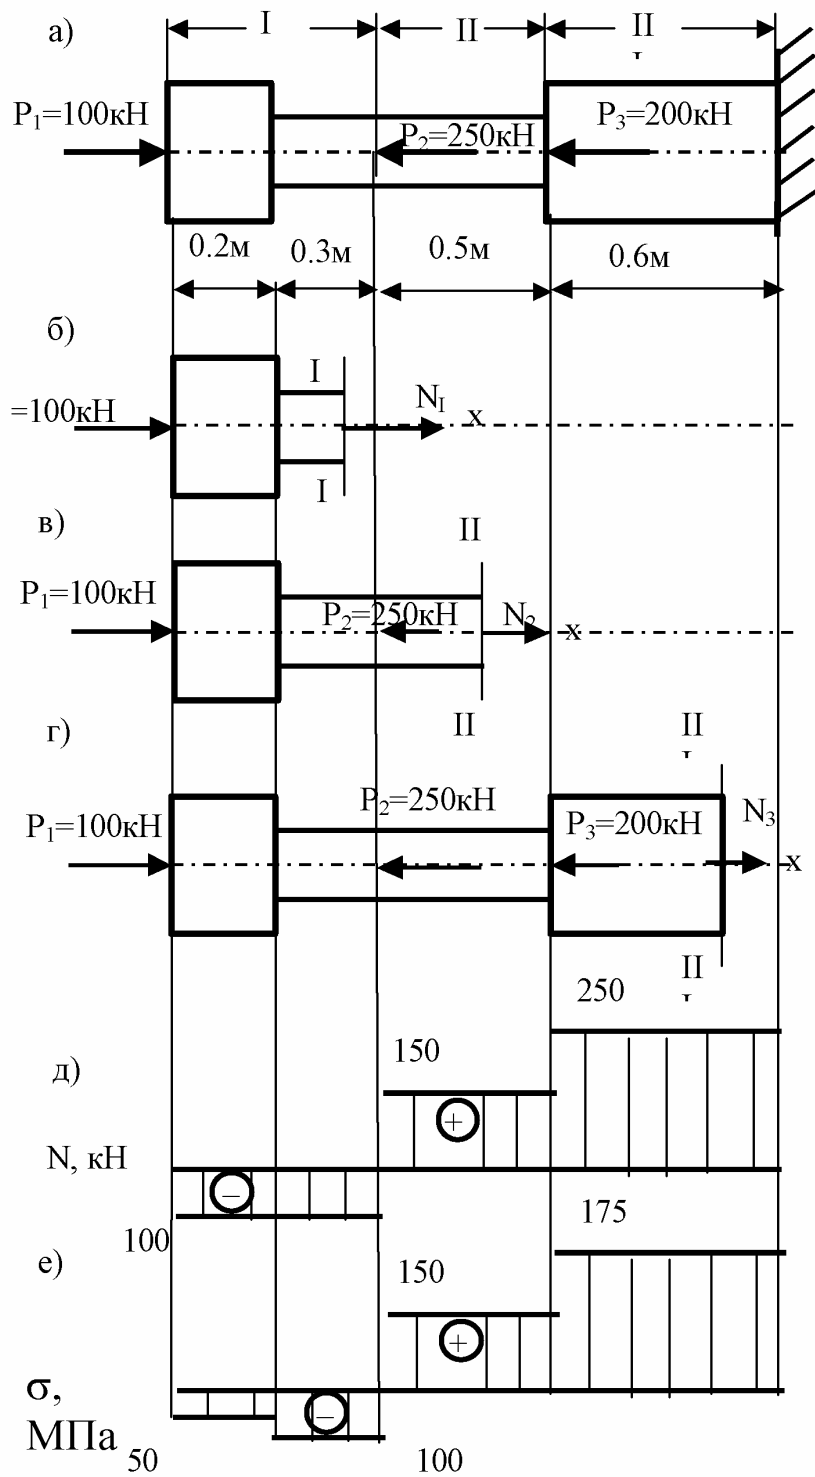 а)
I
II
II
I
P₁=100кН
P₂=250кН
P₃=200кН
0.2м
0.3м
0.5м
0.6м
б)
=100кН
I
I
N_I
x
в)
P₁=100кН
P₂=250кН
II
II
N₂
x
г)
P₁=100кН
P₂=250кН
P₃=200кН
II
I
II
I
N₃
x
250
150
д)
+
N, кН
–
100
175
150
е)
+
σ,
МПа
–
50
100